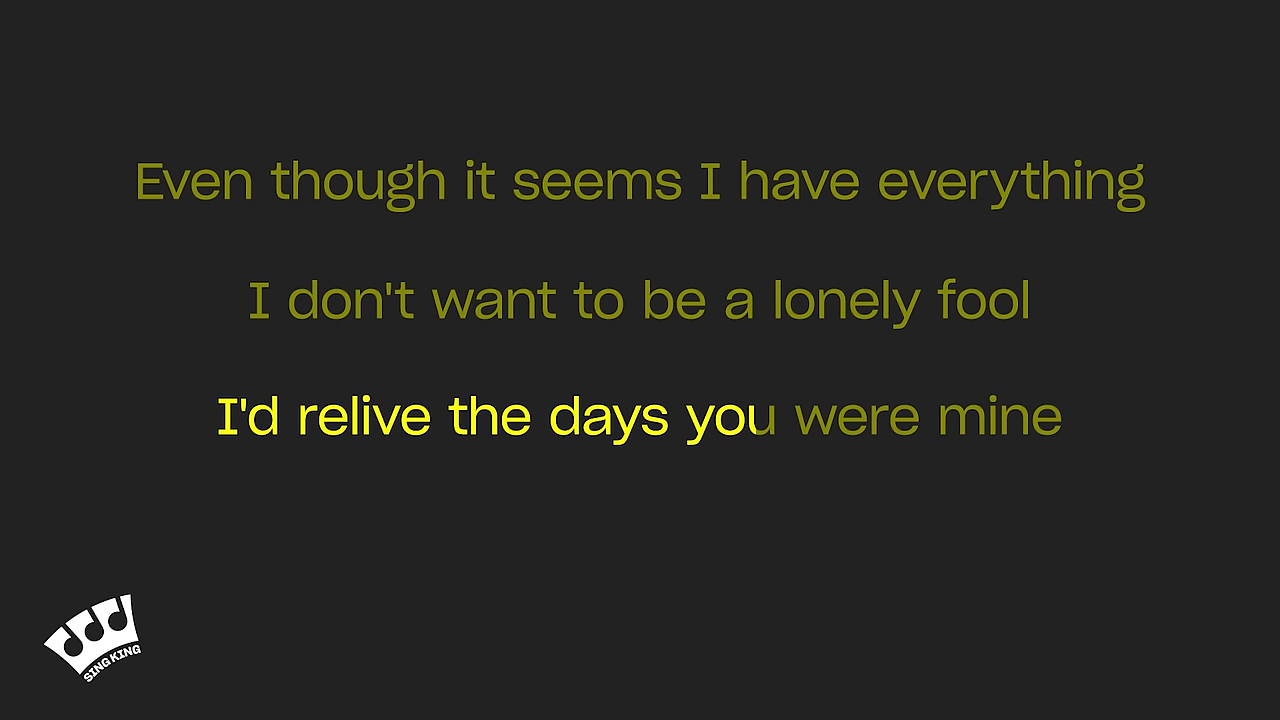 Even though it seems I have everything
I don't want to be a lonely fool
I'd relive the days you were mine
SING KING